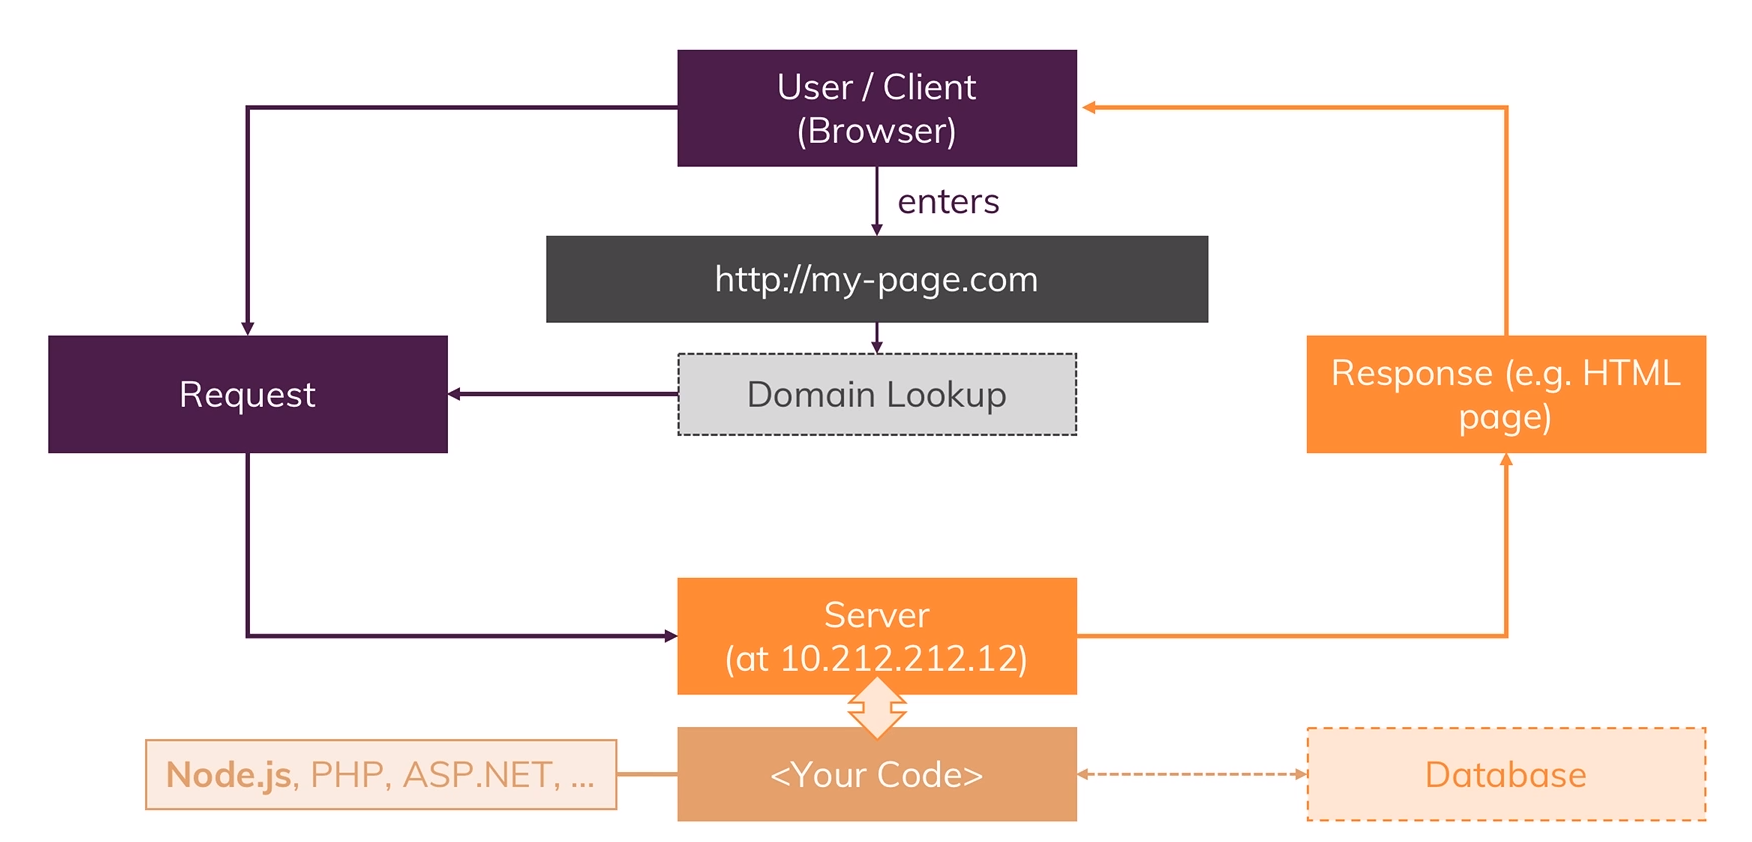 User / Client
(Browser)
enters
http://my-page.com
Request
Domain Lookup
Response (e.g. HTML
page)
Server
(at 10.212.212.12)
Node.js, PHP, ASP.NET, ...
<Your Code>
Database